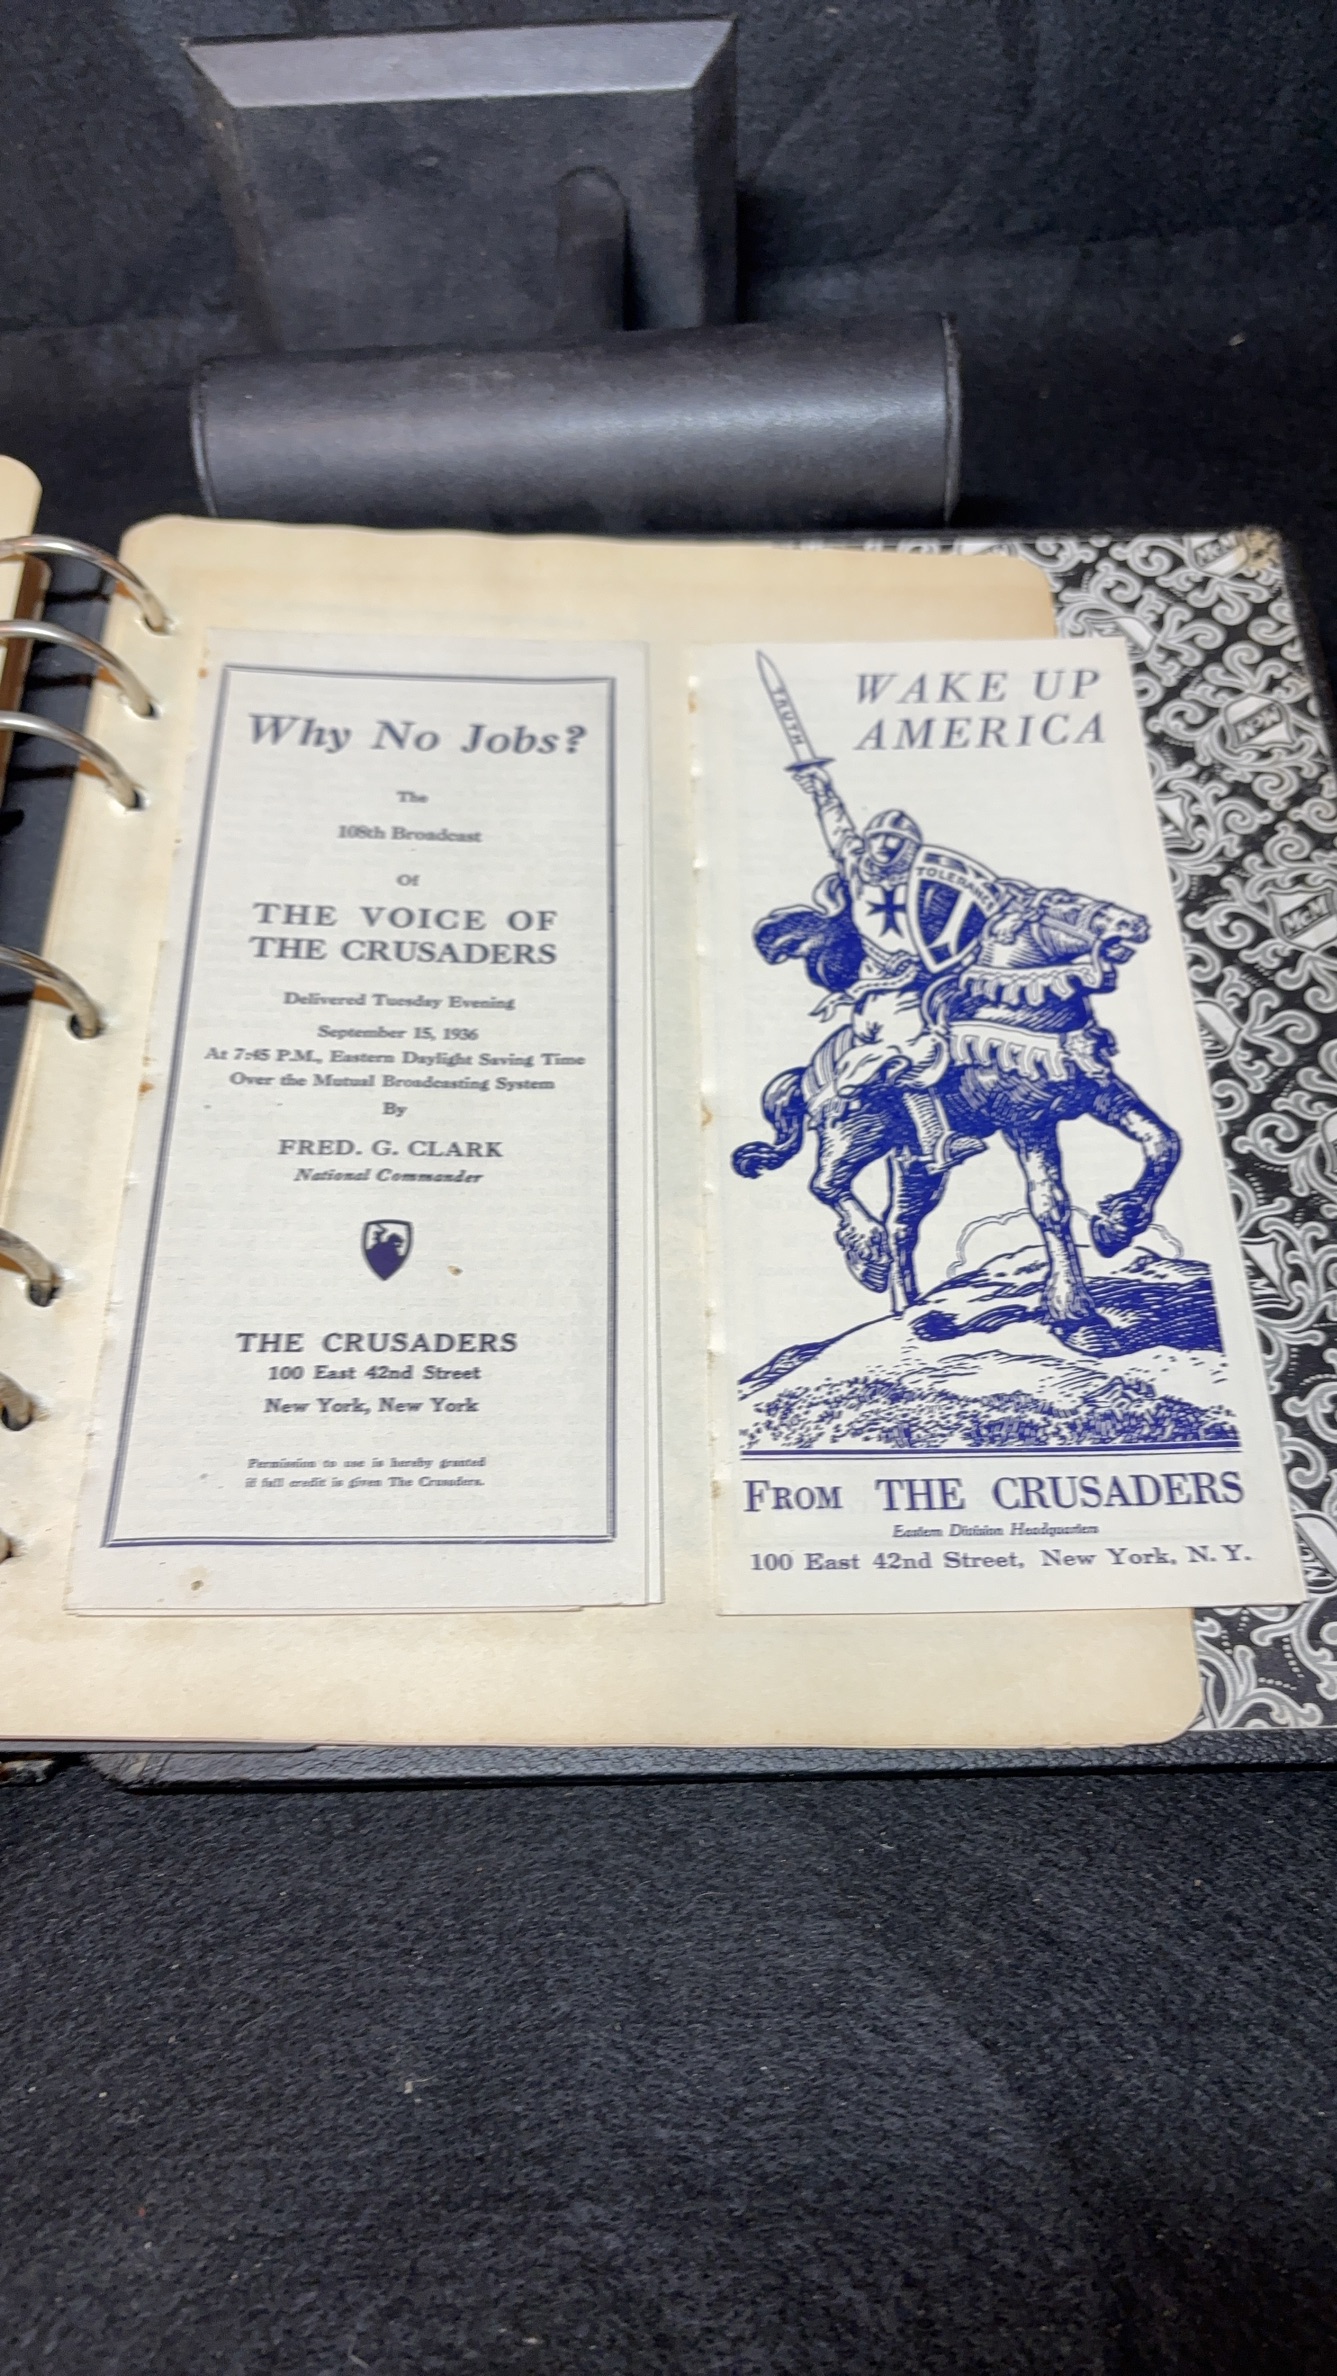 Why No Jobs?
The
108th Broadcast
Of
THE VOICE OF
THE CRUSADERS
Delivered Tuesday Evening
September 15, 1936
At 7:45 P.M., Eastern Daylight Saving Time
Over the Mutual Broadcasting System
By
FRED. G. CLARK
National Commander
THE CRUSADERS
100 East 42nd Street
New York, New York
Permission to use is hereby granted
if full credit is given The Crusaders.
WAKE UP
AMERICA
TRUTH
TOLERANCE
FROM THE CRUSADERS
Eastern Division Headquarters
100 East 42nd Street, New York, N. Y.
McM
McM
McM